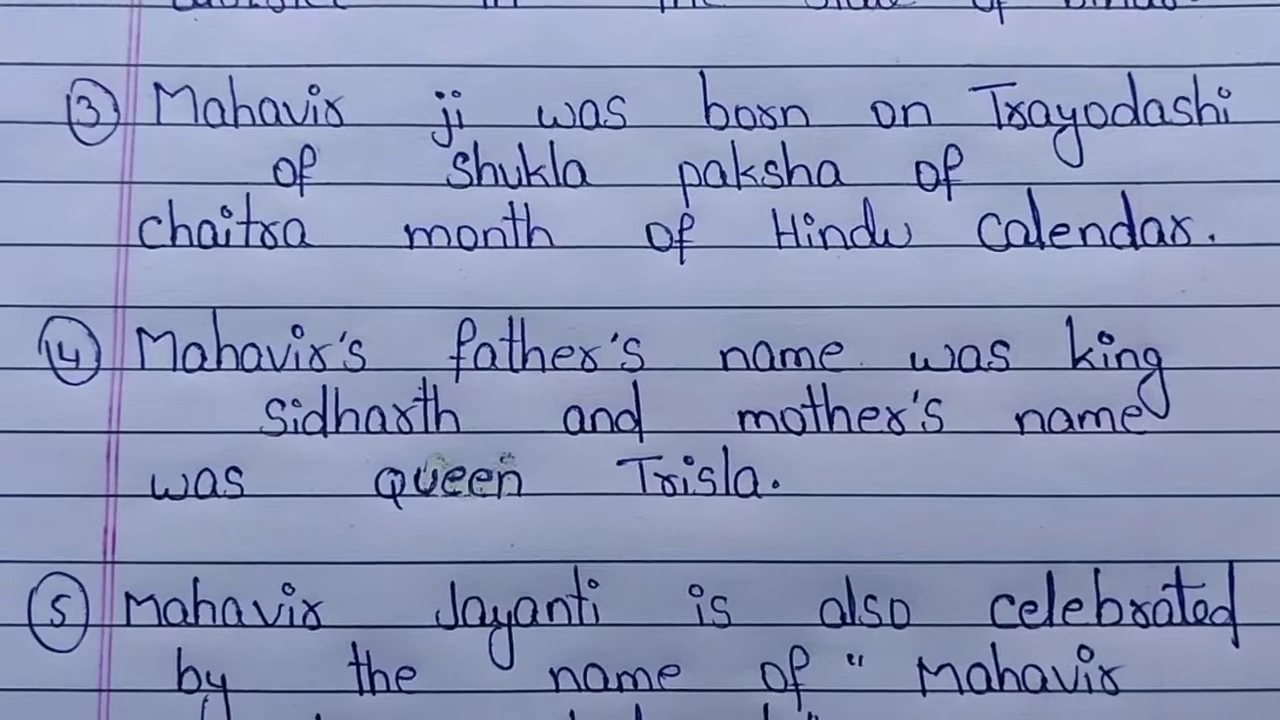 ③ Mahavir ji was born on Trayodashi
of Shukla paksha of
chaitra month of Hindu Calendar.
④ Mahavir's father's name was king
Sidharth and mother's name
was queen Trisla.
⑤ Mahavir Jayanti is also celebrated
by the name of " Mahavir